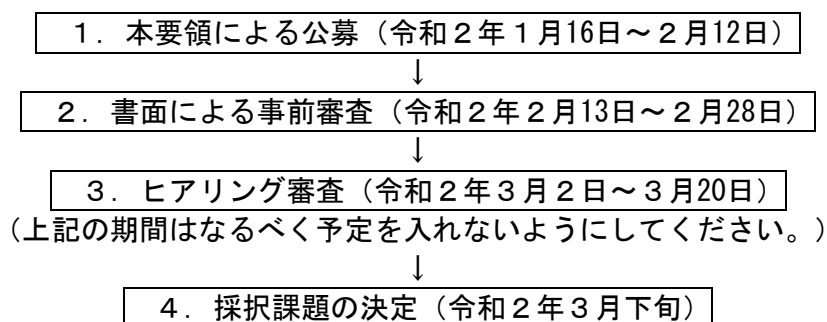 １．本要領による公募（令和２年１月16日～２月12日）
↓
２．書面による事前審査（令和２年２月13日～２月28日）
↓
３．ヒアリング審査（令和２年３月２日～３月20日）
（上記の期間はなるべく予定を入れないようにしてください。）
↓
４．採択課題の決定（令和２年３月下旬）